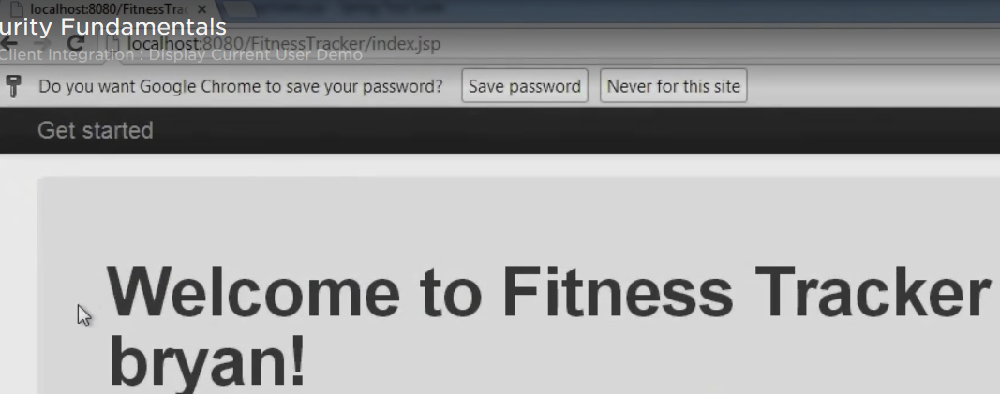 localhost:8080/FitnessTra
urity Fundamentals
localhost:8080/FitnessTracker/index.jsp
Client Integration : Display Current User Demo
Do you want Google Chrome to save your password? Save password Never for this site
Get started
Welcome to Fitness Tracker
bryan!